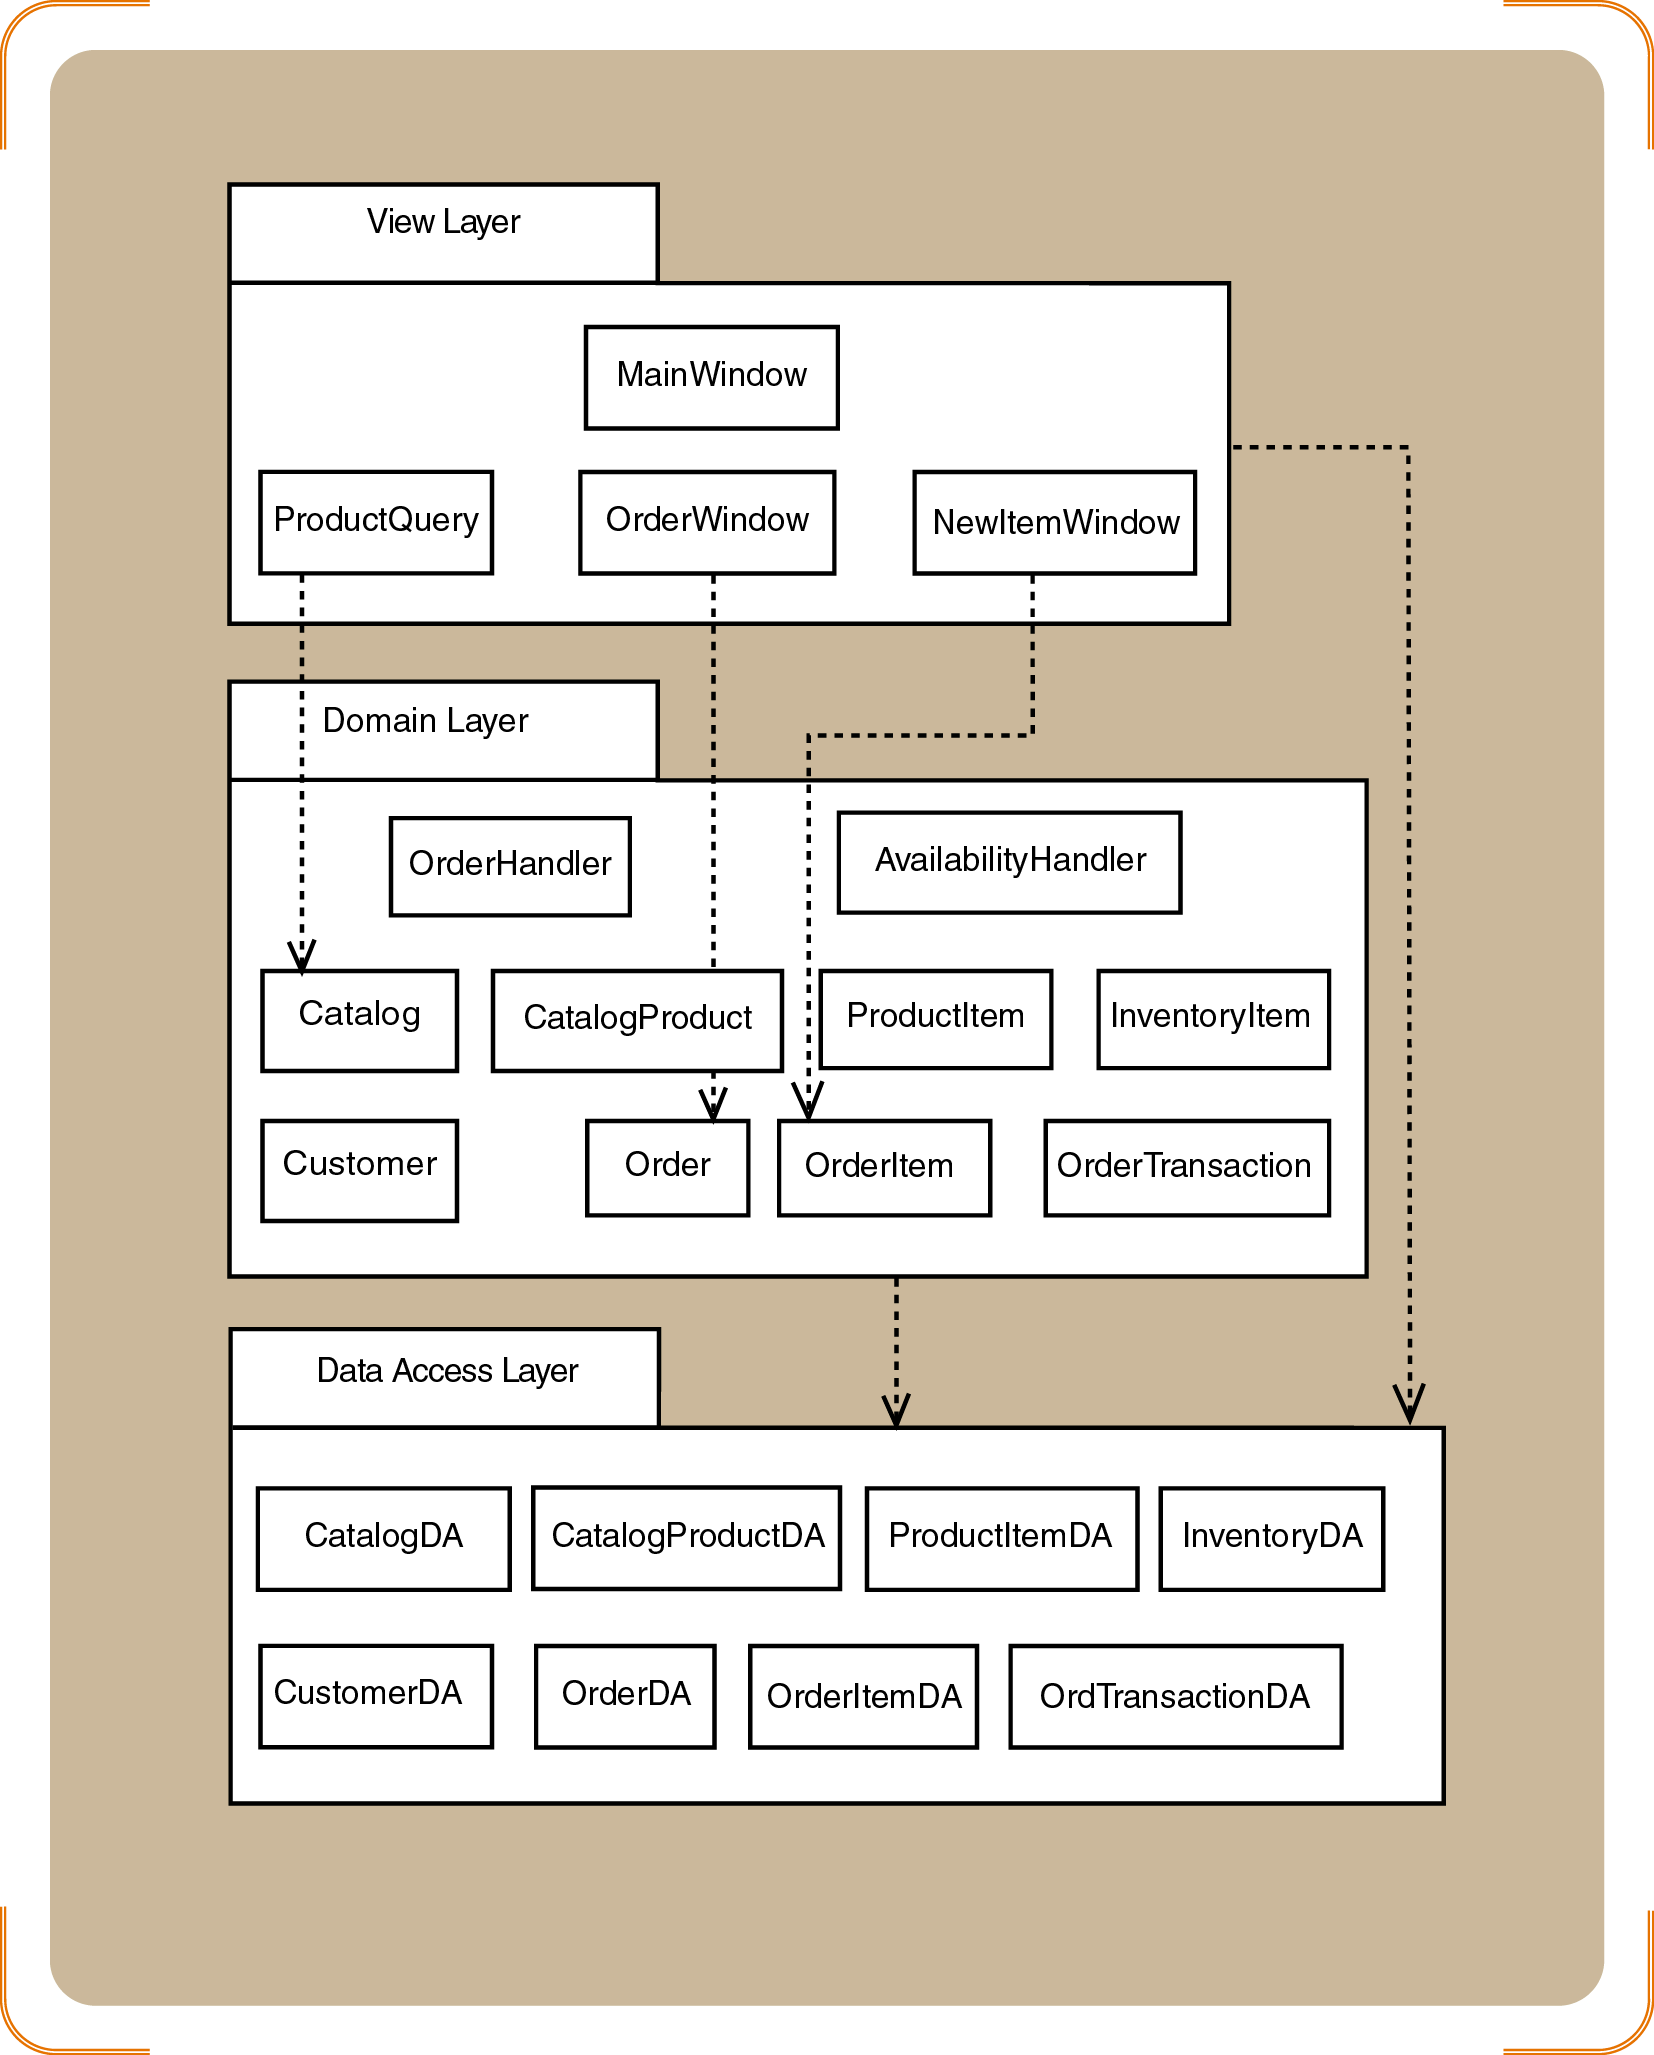 View Layer
MainWindow
ProductQuery
OrderWindow
NewItemWindow
Domain Layer
OrderHandler
AvailabilityHandler
Catalog
CatalogProduct
ProductItem
InventoryItem
Customer
Order
OrderItem
OrderTransaction
Data Access Layer
CatalogDA
CatalogProductDA
ProductItemDA
InventoryDA
CustomerDA
OrderDA
OrderItemDA
OrdTransactionDA